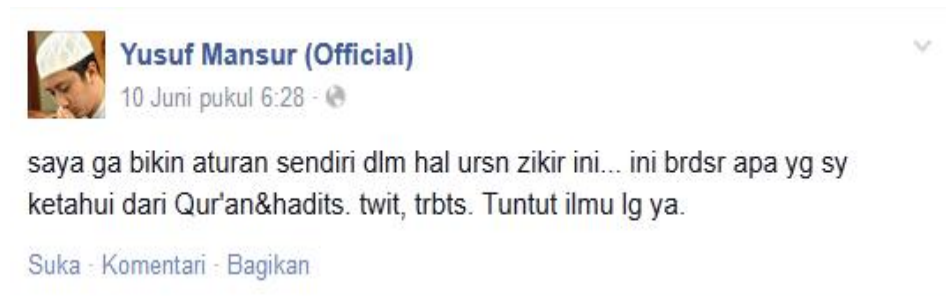 Yusuf Mansur (Official)
10 Juni pukul 6:28 ·
saya ga bikin aturan sendiri dlm hal ursn zikir ini... ini brdsr apa yg sy
ketahui dari Qur'an&hadits. twit, trbts. Tuntut ilmu lg ya.
Suka · Komentari · Bagikan